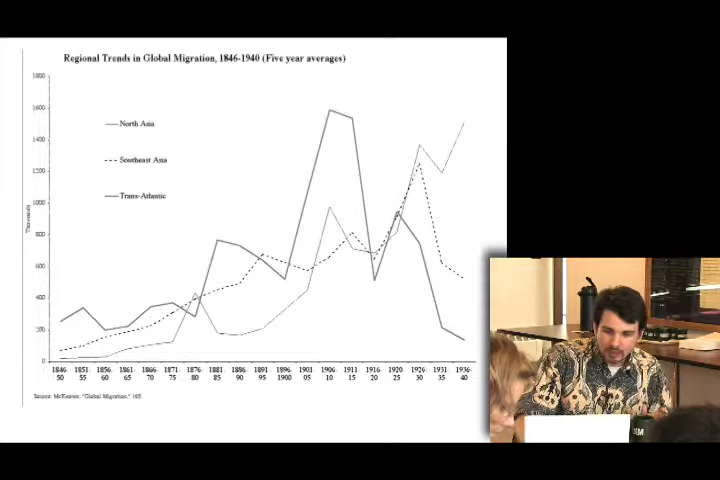 Regional Trends in Global Migration, 1846-1940 (Five year averages)
1800
1600
1400
1200
1000
800
600
400
200
0
Thousands
North Asia
Southeast Asia
Trans-Atlantic
1846- 1851- 1856- 1861- 1866- 1871- 1876- 1881- 1886- 1891- 1896- 1901- 1906- 1911- 1916- 1920- 1926- 1931- 1936-
50 55 60 65 70 75 80 85 90 95 1900 05 10 15 20 25 30 35 40
Source: McKeown, "Global Migration," 165